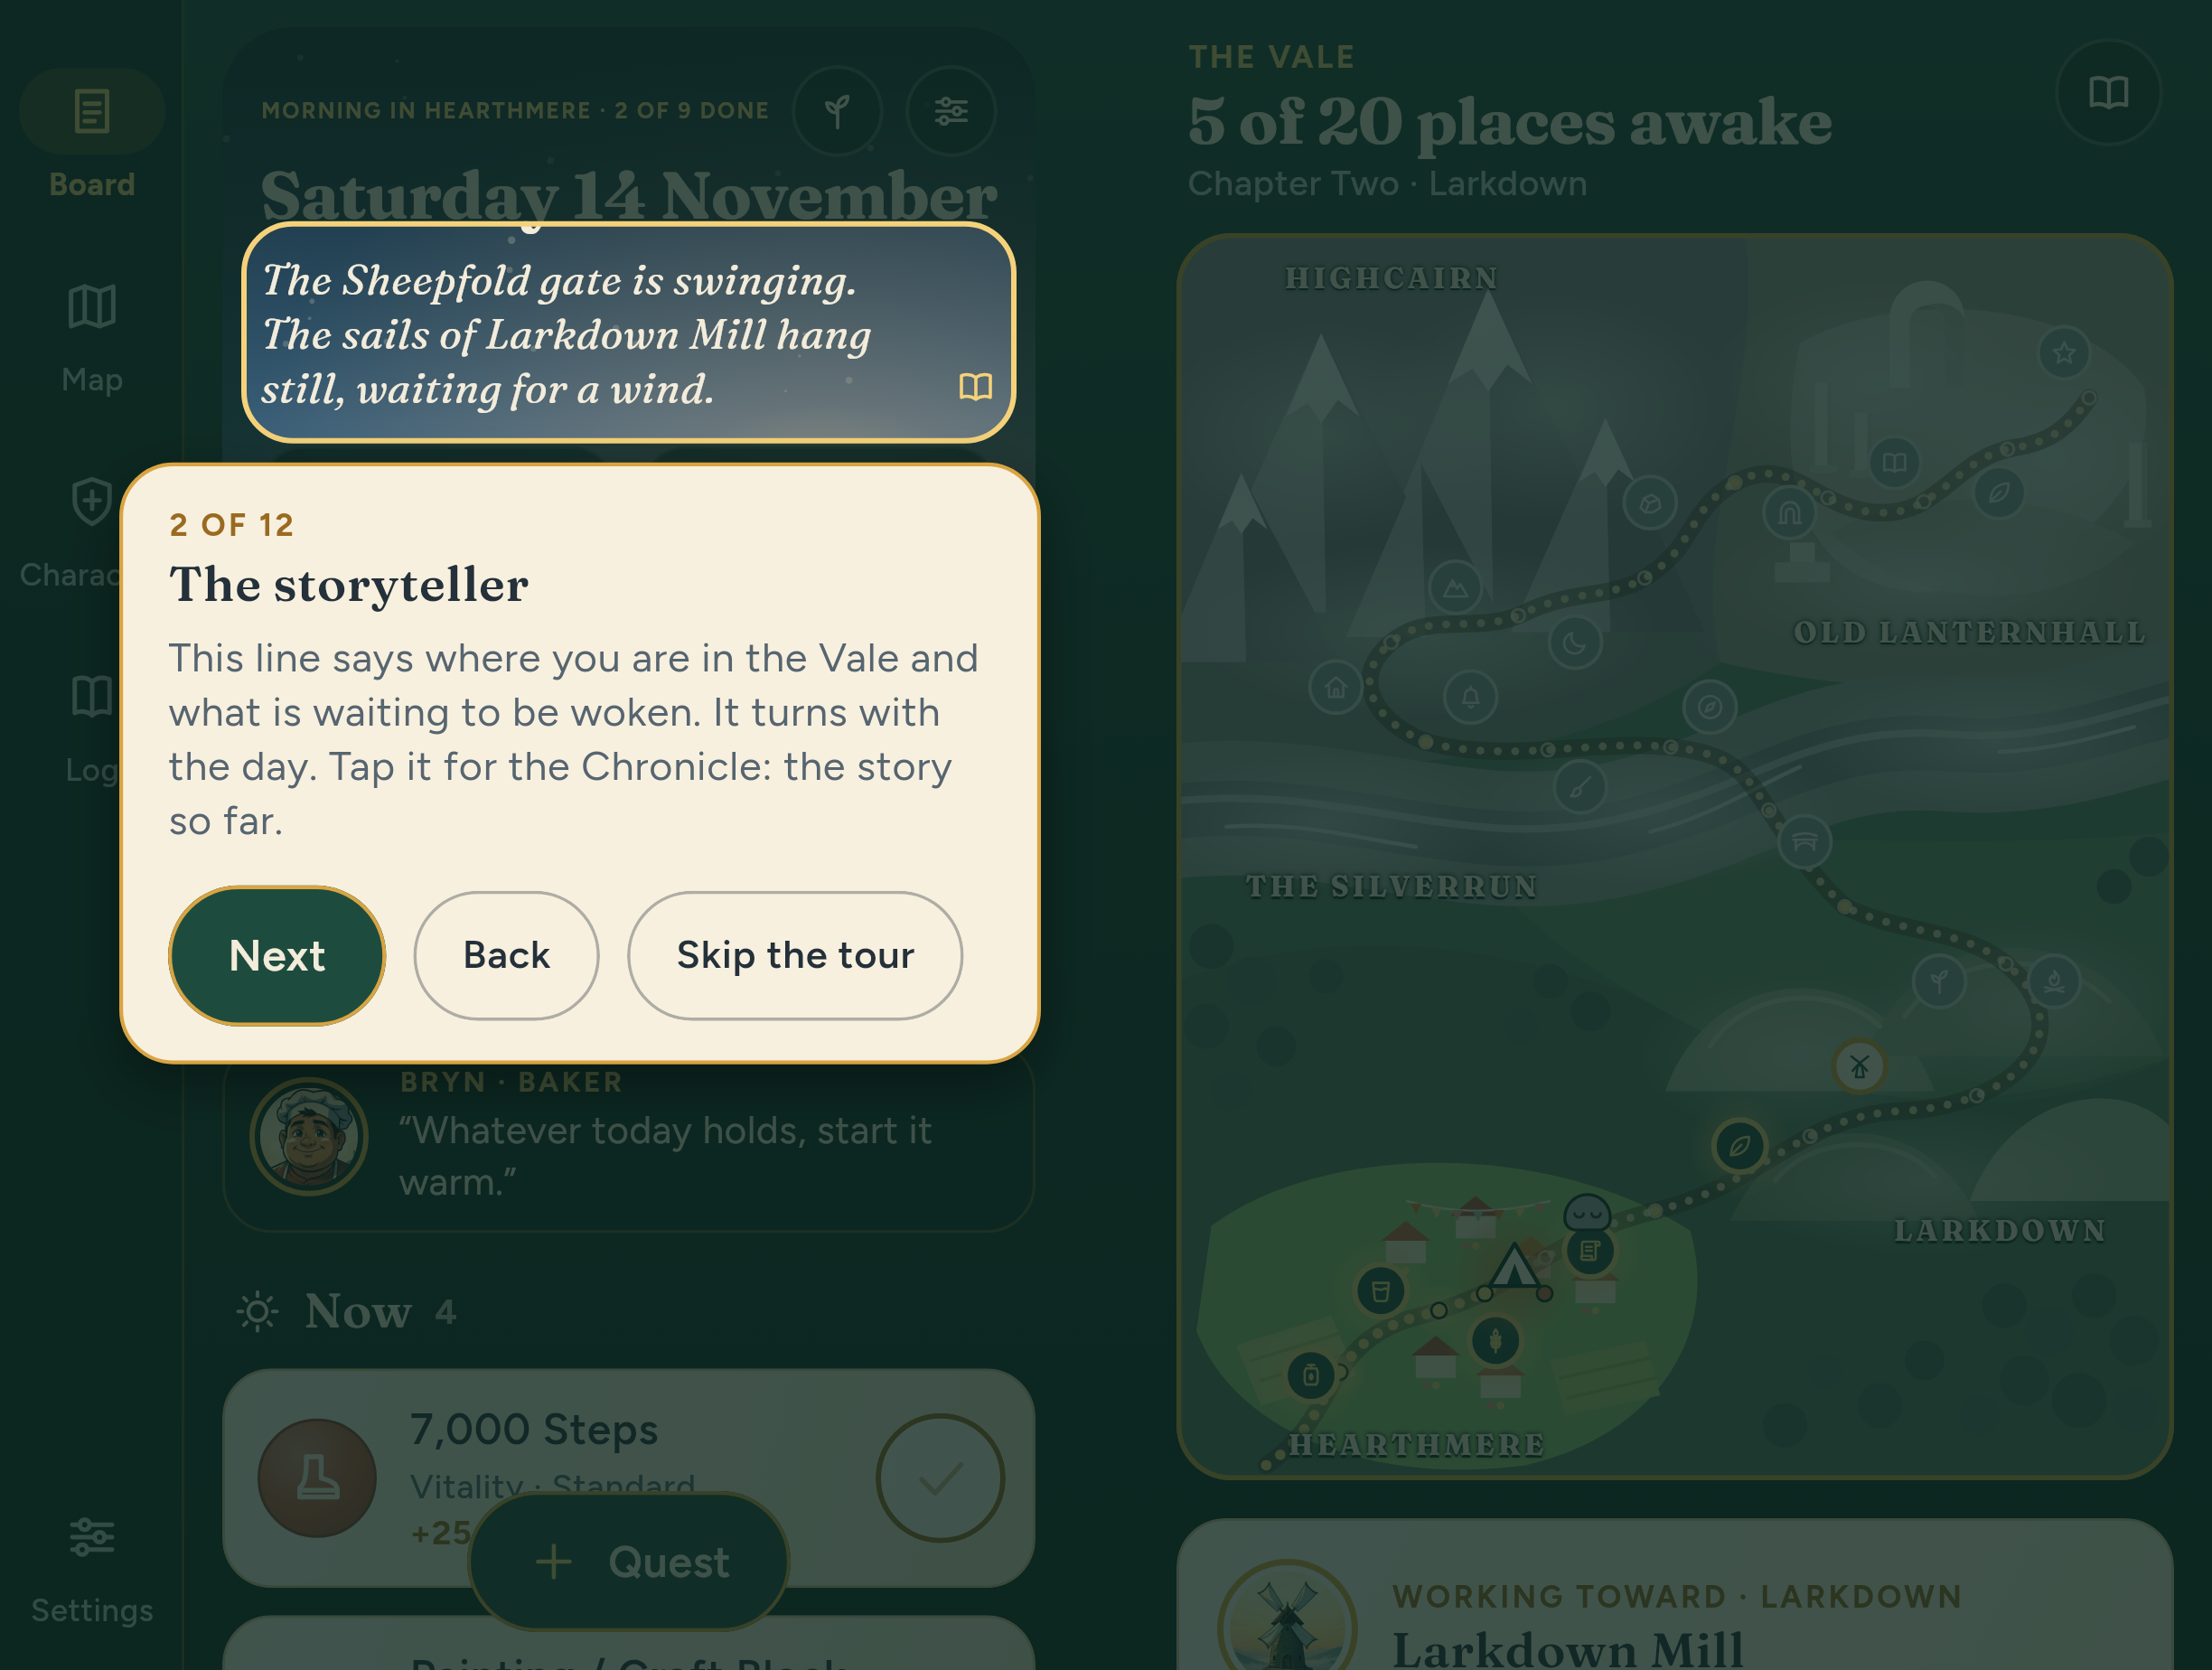 Board
Map
Charac
Log
Settings
MORNING IN HEARTHMERE · 2 OF 9 DONE
Saturday 14 November
The Sheepfold gate is swinging.
The sails of Larkdown Mill hang
still, waiting for a wind.
2 OF 12
The storyteller
This line says where you are in the Vale and
what is waiting to be woken. It turns with
the day. Tap it for the Chronicle: the story
so far.
Next
Back
Skip the tour
BRYN · BAKER
“Whatever today holds, start it
warm.”
Now 4
7,000 Steps
Vitality · Standard
+25
Quest
Painting / Craft Block
THE VALE
5 of 20 places awake
Chapter Two · Larkdown
HIGHCAIRN
OLD LANTERNHALL
THE SILVERRUN
LARKDOWN
HEARTHMERE
WORKING TOWARD · LARKDOWN
Larkdown Mill